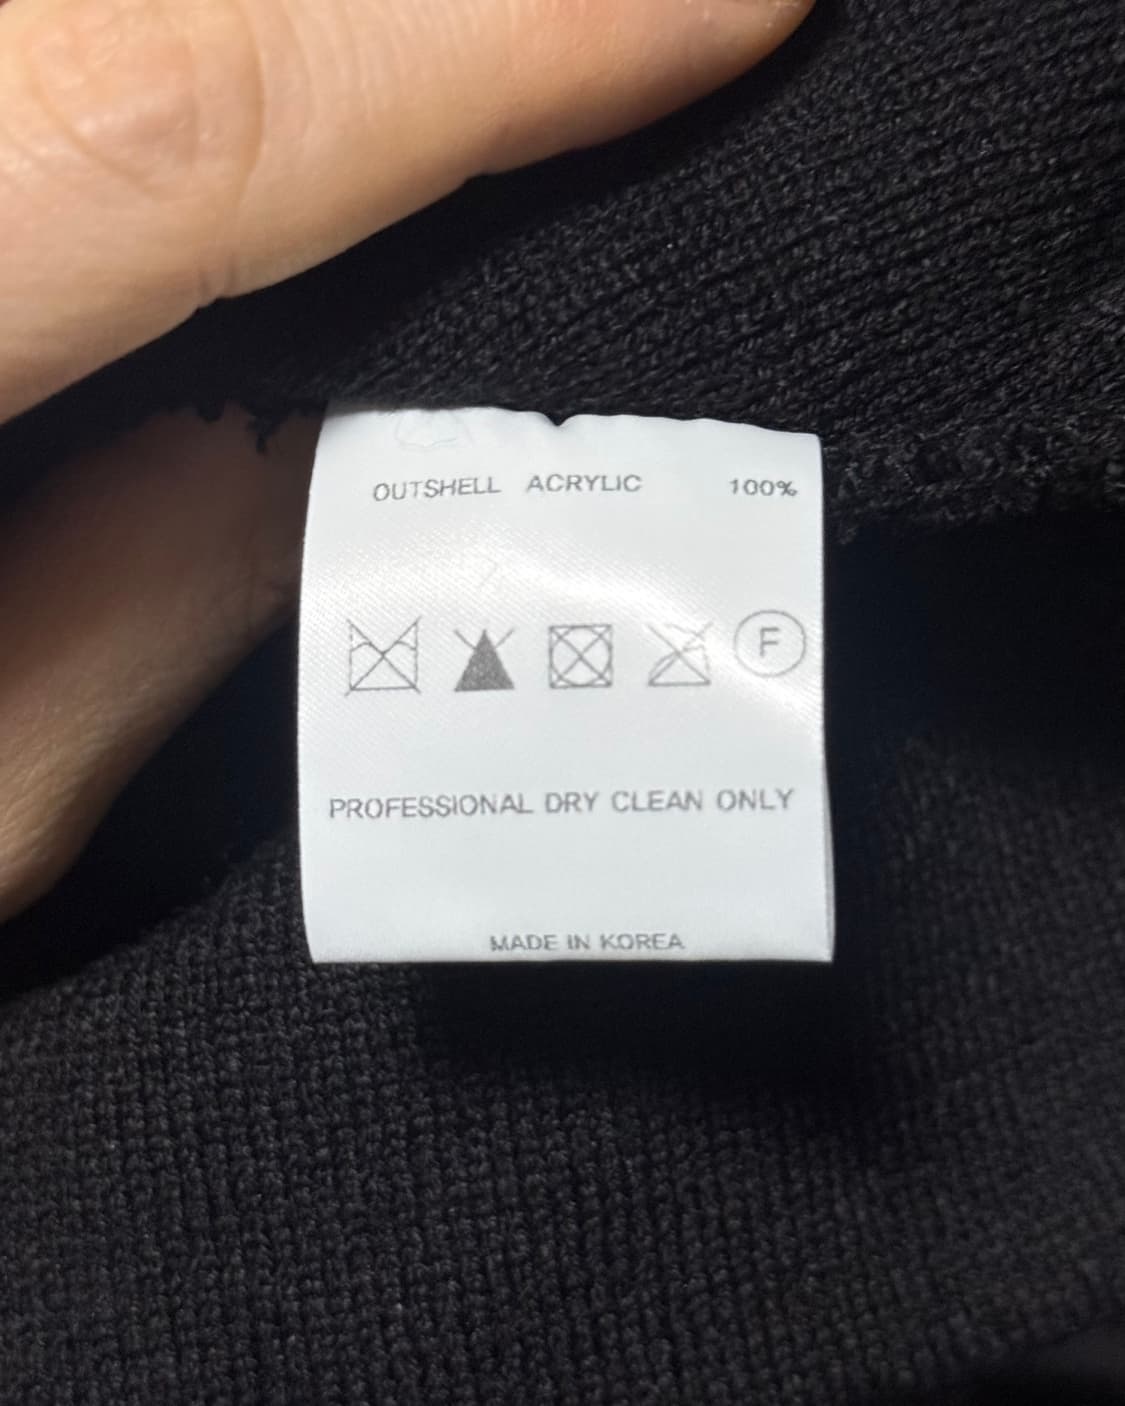 OUTSHELL ACRYLIC 100%
F
PROFESSIONAL DRY CLEAN ONLY
MADE IN KOREA